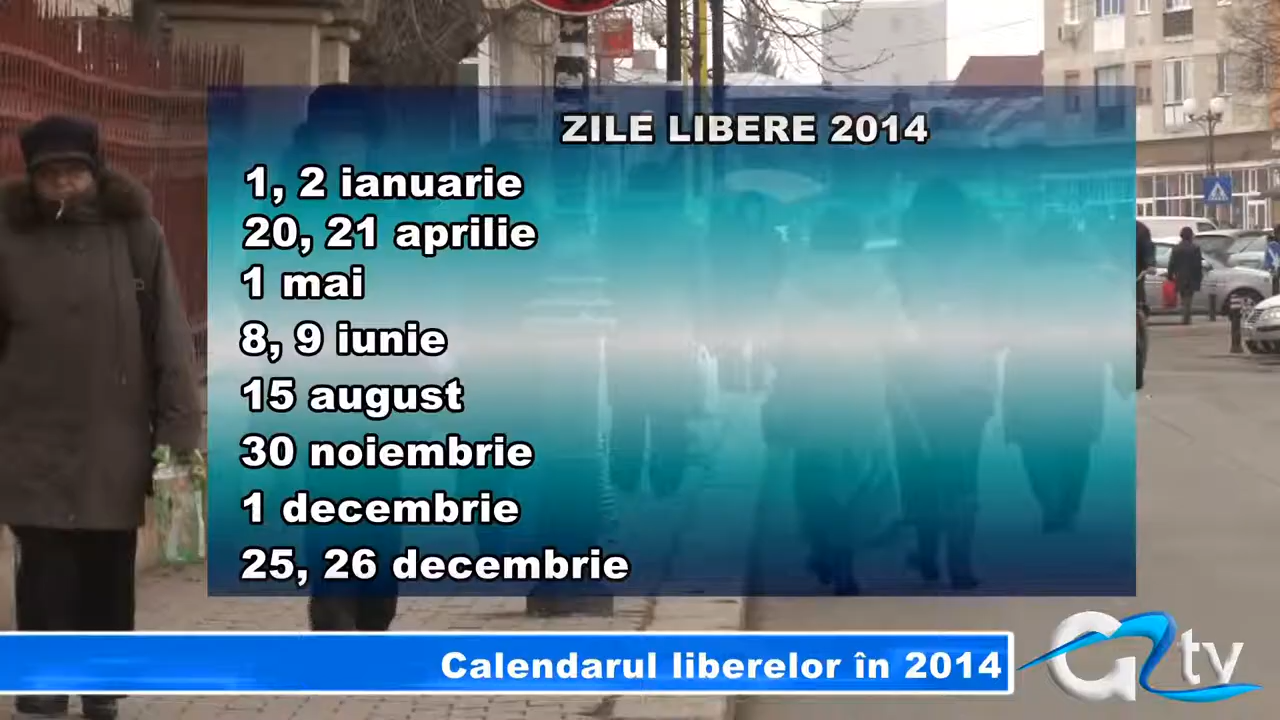 ZILE LIBERE 2014
1, 2 ianuarie
20, 21 aprilie
1 mai
8, 9 iunie
15 august
30 noiembrie
1 decembrie
25, 26 decembrie
Calendarul liberelor în 2014
G2 tv